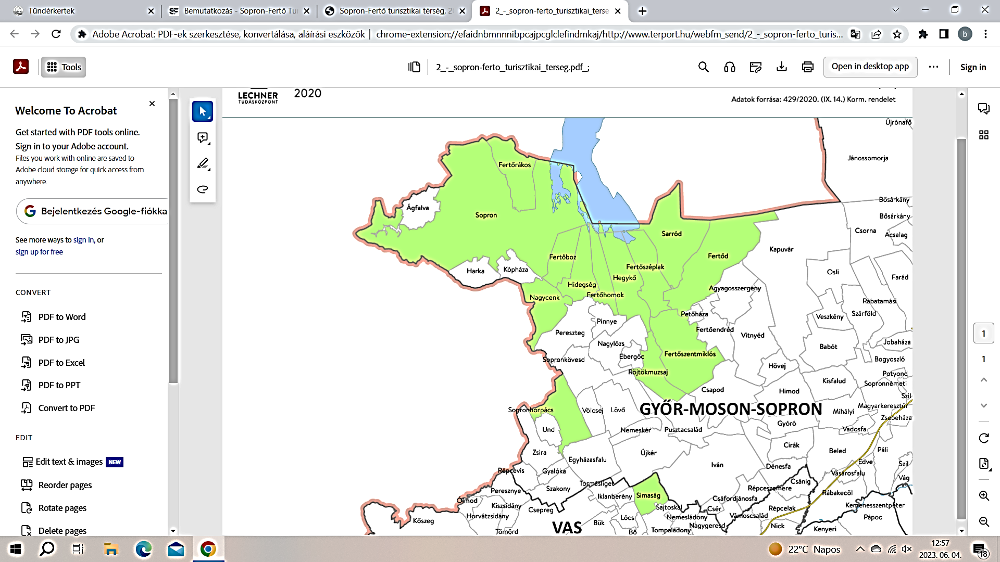 Tündérkertek
Bemutatkozás - Sopron-Fertő Tu
Sopron-Fertő turisztikai térség, 2
2_-_sopron-ferto_turisztikai_terse
Adobe Acrobat: PDF-ek szerkesztése, konvertálása, aláírási eszközök | chrome-extension://efaidnbmnnnibpcajpcglclefindmkaj/http://www.terport.hu/webfm_send/2_-_sopron-ferto_turis...
b
Tools
2_-_sopron-ferto_turisztikai_terseg.pdf_;
Open in desktop app
Sign in
Welcome To Acrobat
Get started with PDF tools online.
Sign in to your Adobe account.
Files you work with online are saved to
Adobe cloud storage for quick access from
anywhere.
Bejelentkezés Google-fiókka
See more ways to sign in, or
sign up for free
CONVERT
PDF to Word
PDF to JPG
PDF to Excel
PDF to PPT
Convert to PDF
EDIT
Edit text & images NEW
Reorder pages
Rotate pages
Delete pages
LECHNER
TUDÁSKÖZPONT
2020
Adatok forrása: 429/2020. (IX. 14.) Korm. rendelet
Újrónafő
Jánossomorja
Fertőrákos
Bősárkány
Ágfalva
Sopron
Bősárkány
Csorna
Acsalag
Sarród
Kapuvár
Fertőd
Fertőboz
Fertőszéplak
Harka
Kópháza
Osli
Hegykő
Farád
Hidegség
Agyagosszergény
Fertőhomok
Nagycenk
Rábatamási
Petőháza
Szárföld
Veszkény
Pinnye
Fertőendréd
Pereszteg
Vitnyéd
Jobaháza
Nagylózs
Babót
Fertőszentmiklós
Ebergőc
Sopronkövesd
Bogyoszló
Hövej
Röjtökmuzsaj
Potyond
Kisfalud
Sopronnémeti
Csapod
Himod
Szil
GYŐR-MOSON-SOPRON
Magyarkeresztúr
Sopronhorpács
Völcsej
Lövő
Mihályi
Zsebeháza
Gyóró
Und
Nemeskér
Pusztacsalád
Vadosfa
Cirák
Páli
Beled
Zsira
Újkér
Egyházasfalu
Edve
Iván
Szil
Dénesfa
Répcevis
Gyalóka
Vásárosfalu
Vág
Csánig
Tormásliget
Szakony
Répceszemere
Peresznye
Rábakecöl
Iklanberény
Simaság
Csáfordjánosfa
Ólmod
Kiszsidány
Sajtoskál
Csér
Répcelak
Kemenesszentpéter
Csepreg
Horvátzsidány
Lócs
Nemesládony
Vámoscsalád
Pápoc
Kőszeg
VAS
Bük
Nagygeresd
Nick
Kenyeri
Tömörd
Bő
Tompaládony
1
1
22°C Napos
12:57
2023. 06. 04.
18